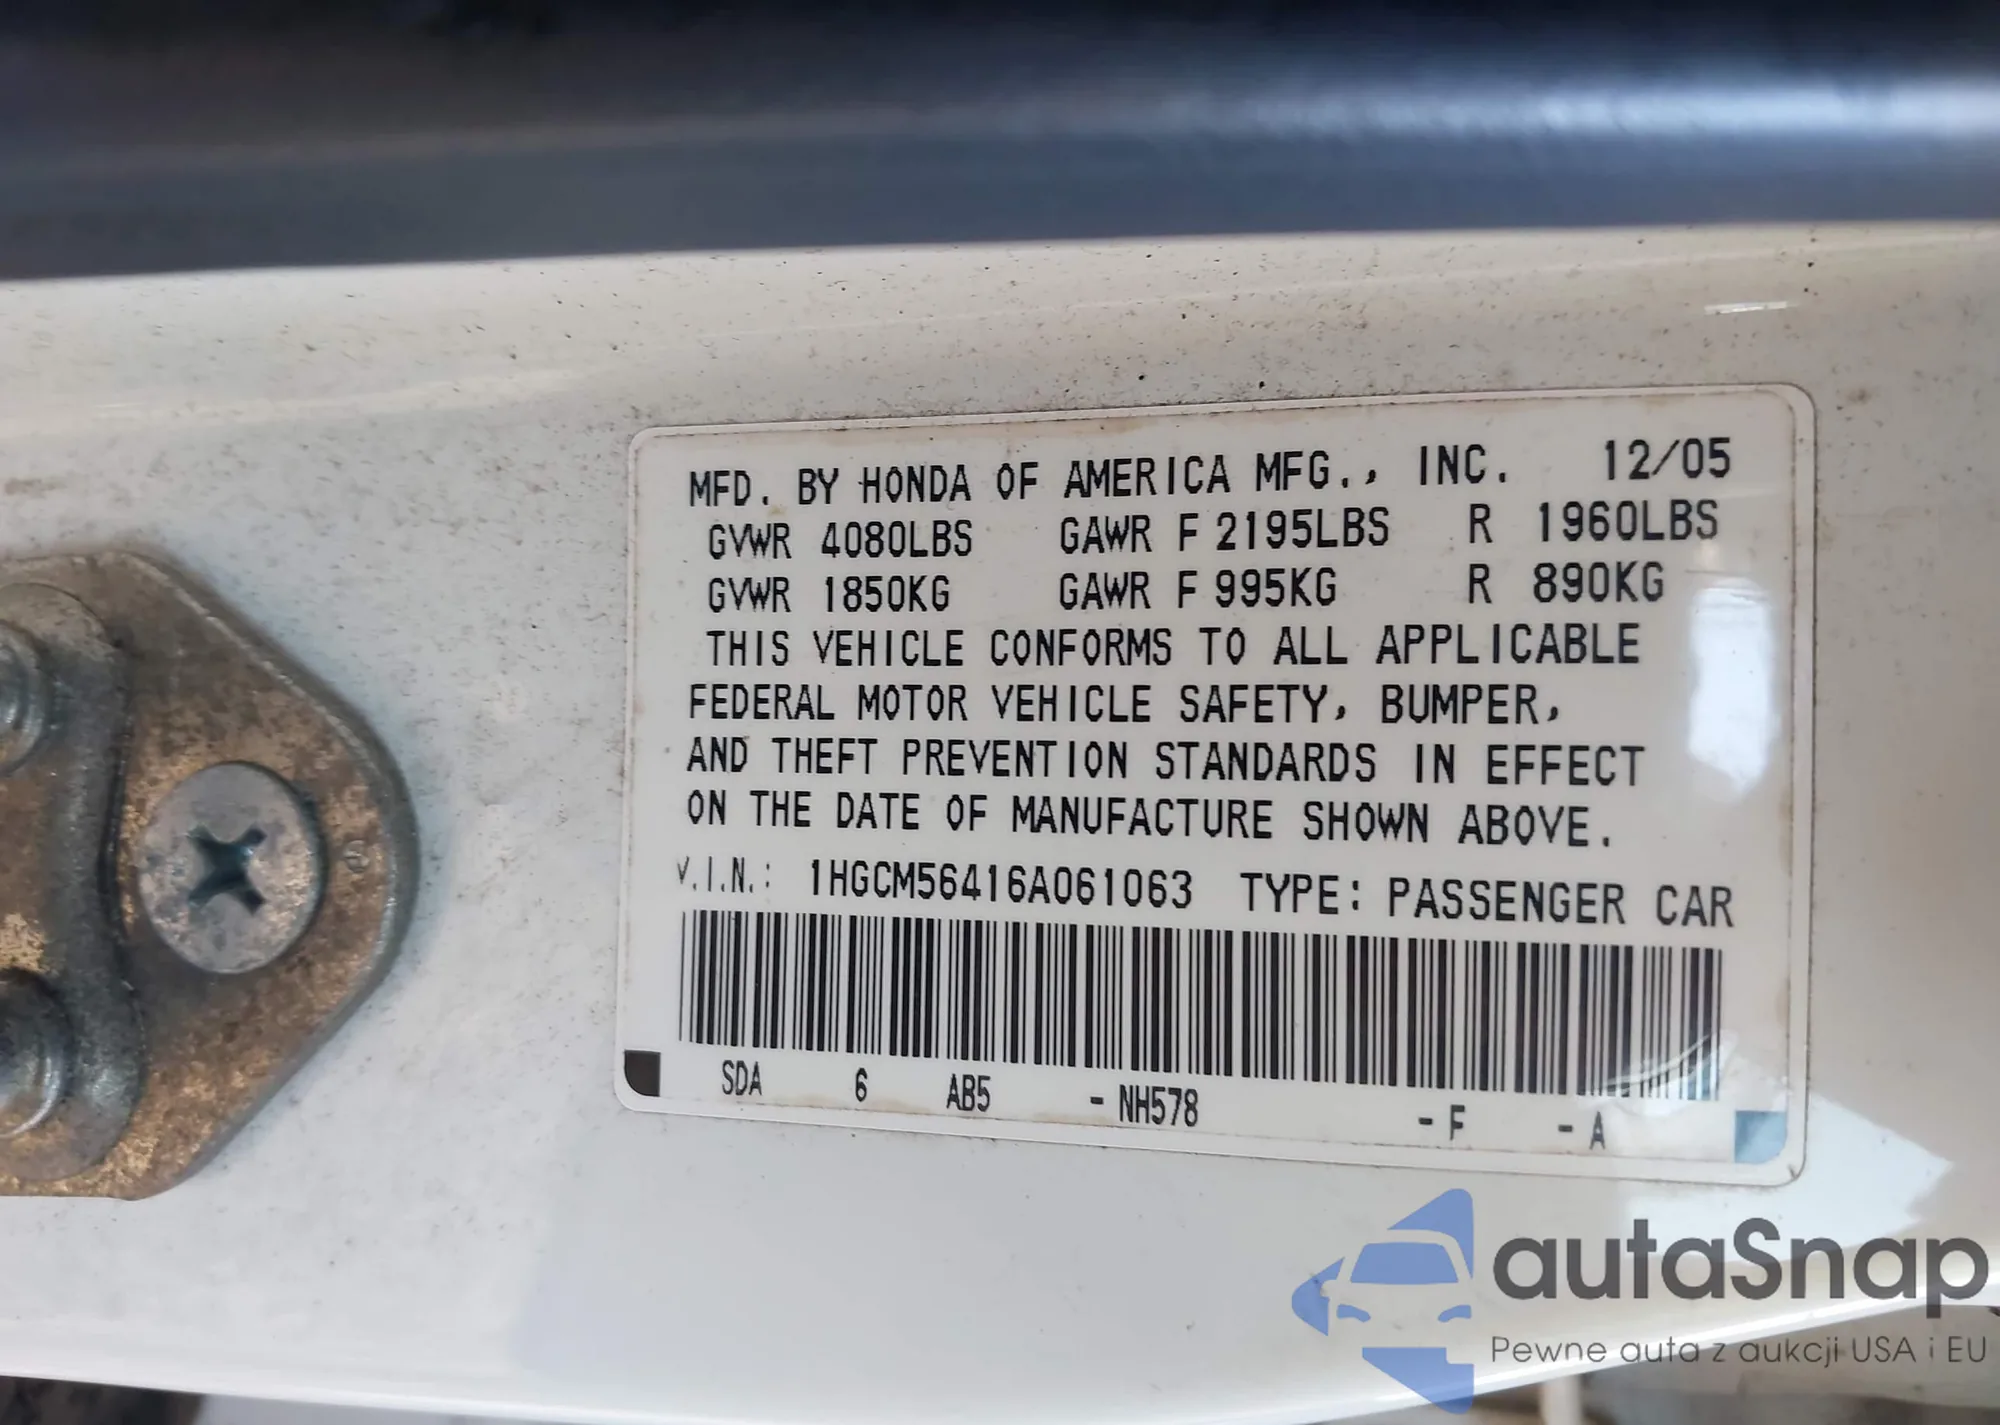 MFD. BY HONDA OF AMERICA MFG., INC. 12/05
GVWR 4080LBS GAWR F 2195LBS R 1960LBS
GVWR 1850KG GAWR F 995KG R 890KG
THIS VEHICLE CONFORMS TO ALL APPLICABLE
FEDERAL MOTOR VEHICLE SAFETY, BUMPER,
AND THEFT PREVENTION STANDARDS IN EFFECT
ON THE DATE OF MANUFACTURE SHOWN ABOVE.
V.I.N.: 1HGCM56416A061063 TYPE: PASSENGER CAR
SDA 6 AB5 - NH578 - F - A
autaSnap
Pewne auta z aukcji USA i EU